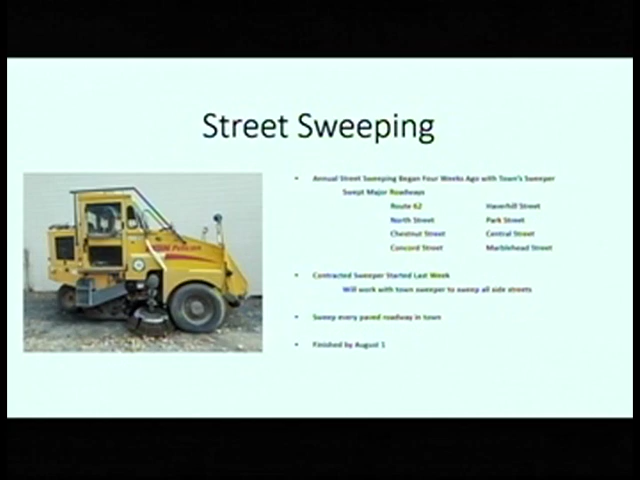 Street Sweeping
• Annual Street Sweeping Began Four Weeks Ago with Town's Sweeper
Swept Major Roadways
Route 62 Haverhill Street
North Street Park Street
Chestnut Street Central Street
Concord Street Marblehead Street
• Contracted Sweeper Started Last Week
Will work with town sweeper to sweep all side streets
• Sweep every paved roadway in town
• Finished by August 1
Pelican